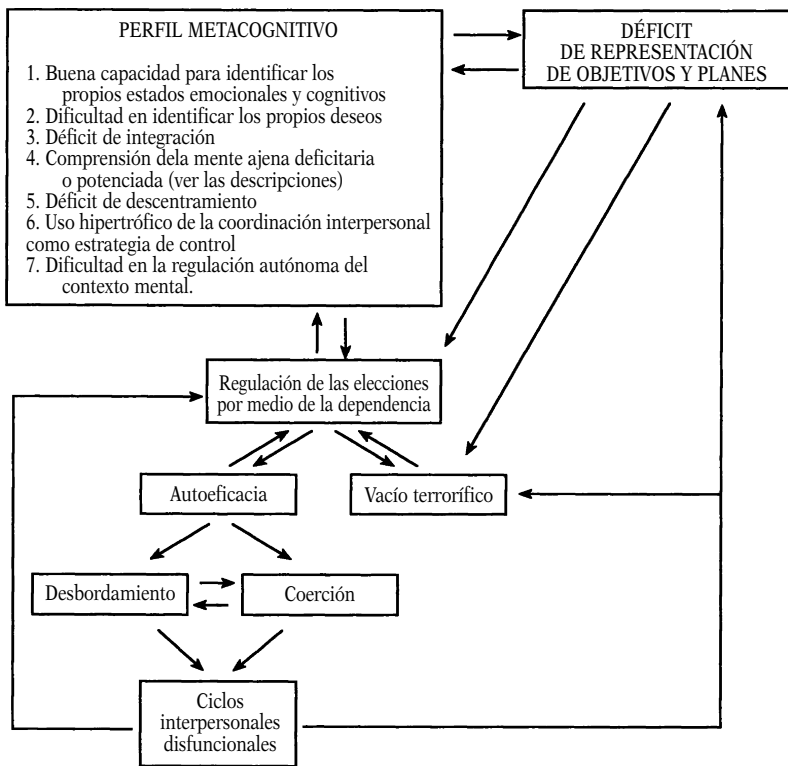 PERFIL METACOGNITIVO
1. Buena capacidad para identificar los
propios estados emocionales y cognitivos
2. Dificultad en identificar los propios deseos
3. Déficit de integración
4. Comprensión dela mente ajena deficitaria
o potenciada (ver las descripciones)
5. Déficit de descentramiento
6. Uso hipertrófico de la coordinación interpersonal
como estrategia de control
7. Dificultad en la regulación autónoma del
contexto mental.
DÉFICIT
DE REPRESENTACIÓN
DE OBJETIVOS Y PLANES
Regulación de las elecciones
por medio de la dependencia
Autoeficacia
Vacío terrorífico
Desbordamiento
Coerción
Ciclos
interpersonales
disfuncionales